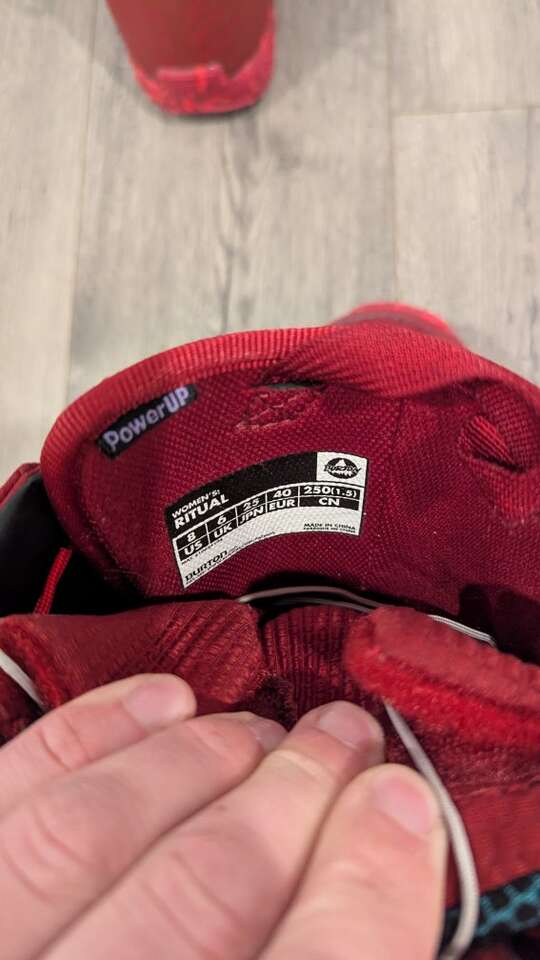 PowerUP
WOMEN'S:
RITUAL
BURTON
8 6 25 40 250(1.5)
US UK JPN EUR CN
BURTON
MADE IN CHINA